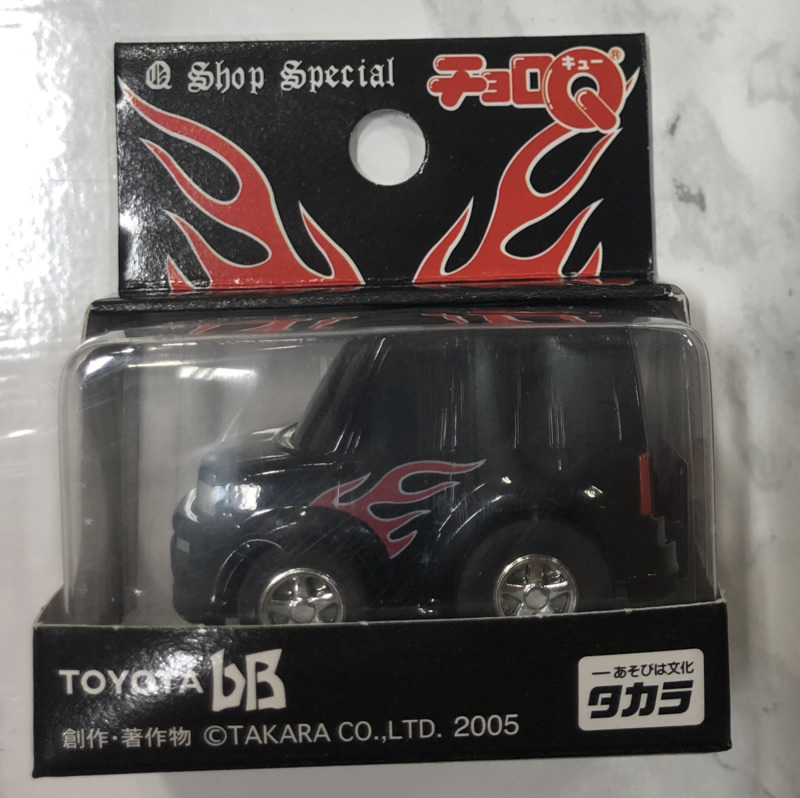 Q Shop Special
チョロQ
キュー
®
TOYOTA bB
創作・著作物 ©TAKARA CO.,LTD. 2005
―あそびは文化
タカラ